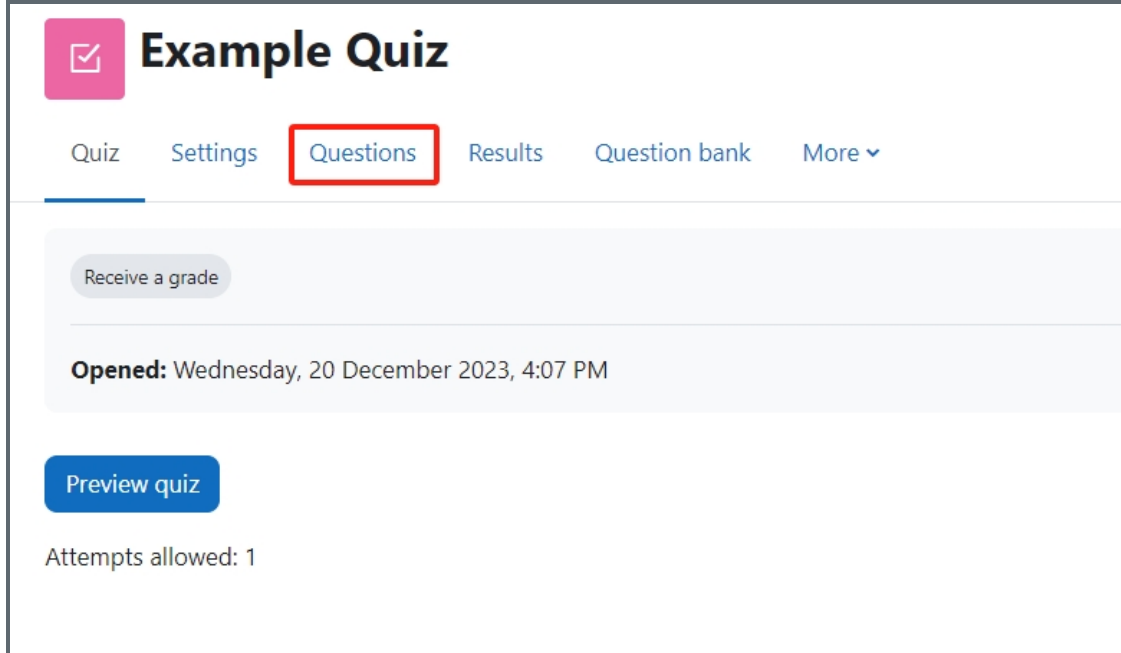 Example Quiz
Quiz Settings Questions Results Question bank More
Receive a grade
Opened: Wednesday, 20 December 2023, 4:07 PM
Preview quiz
Attempts allowed: 1